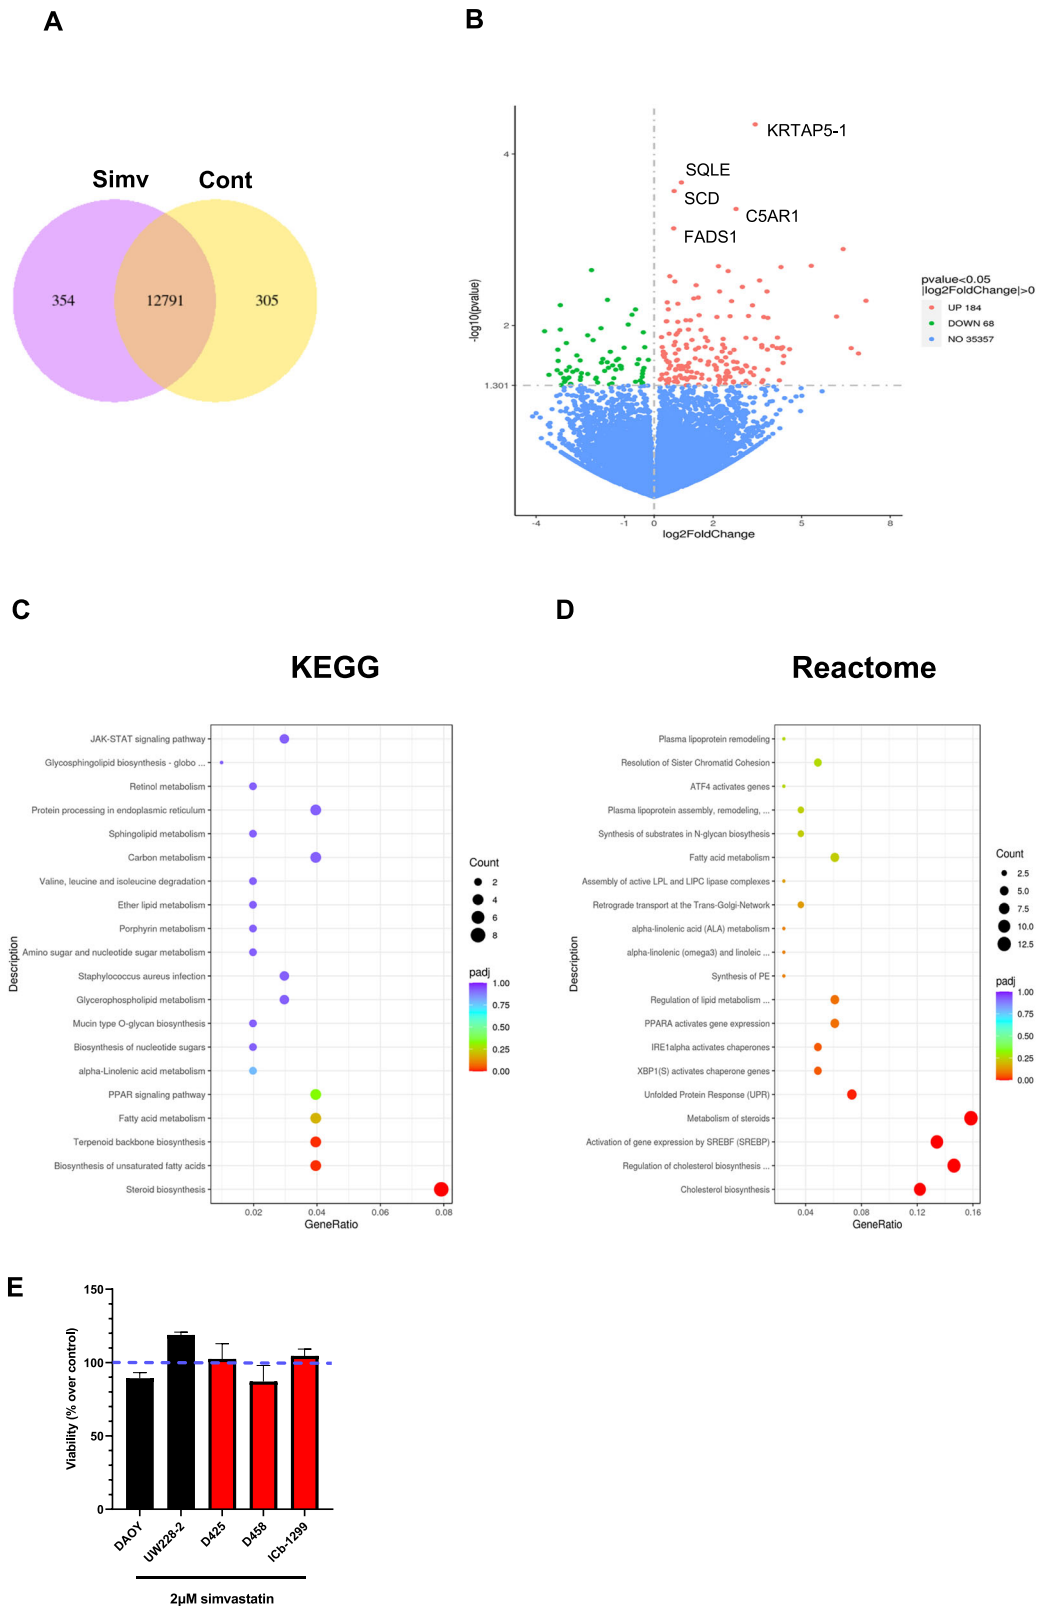 A
B
Simv
Cont
354
12791
305
KRTAP5-1
SQLE
SCD
C5AR1
FADS1
4
2
1.301
-log10(pvalue)
-4
-1
0
2
5
8
log2FoldChange
pvalue<0.05
|log2FoldChange|>0
UP 184
DOWN 68
NO 35357
C
D
KEGG
Reactome
Description
JAK-STAT signaling pathway
Glycosphingolipid biosynthesis - globo ...
Retinol metabolism
Protein processing in endoplasmic reticulum
Sphingolipid metabolism
Carbon metabolism
Valine, leucine and isoleucine degradation
Ether lipid metabolism
Porphyrin metabolism
Amino sugar and nucleotide sugar metabolism
Staphylococcus aureus infection
Glycerophospholipid metabolism
Mucin type O-glycan biosynthesis
Biosynthesis of nucleotide sugars
alpha-Linolenic acid metabolism
PPAR signaling pathway
Fatty acid metabolism
Terpenoid backbone biosynthesis
Biosynthesis of unsaturated fatty acids
Steroid biosynthesis
0.02
0.04
0.06
0.08
GeneRatio
Count
2
4
6
8
padj
1.00
0.75
0.50
0.25
0.00
Description
Plasma lipoprotein remodeling
Resolution of Sister Chromatid Cohesion
ATF4 activates genes
Plasma lipoprotein assembly, remodeling, ...
Synthesis of substrates in N-glycan biosythesis
Fatty acid metabolism
Assembly of active LPL and LIPC lipase complexes
Retrograde transport at the Trans-Golgi-Network
alpha-linolenic acid (ALA) metabolism
alpha-linolenic (omega3) and linoleic ...
Synthesis of PE
Regulation of lipid metabolism ...
PPARA activates gene expression
IRE1alpha activates chaperones
XBP1(S) activates chaperone genes
Unfolded Protein Response (UPR)
Metabolism of steroids
Activation of gene expression by SREBF (SREBP)
Regulation of cholesterol biosynthesis ...
Cholesterol biosynthesis
0.04
0.08
0.12
0.16
GeneRatio
Count
2.5
5.0
7.5
10.0
12.5
padj
1.00
0.75
0.50
0.25
0.00
E
Viability (% over control)
150
100
50
0
DAOY
UW228-2
D425
D458
ICb-1299
2µM simvastatin